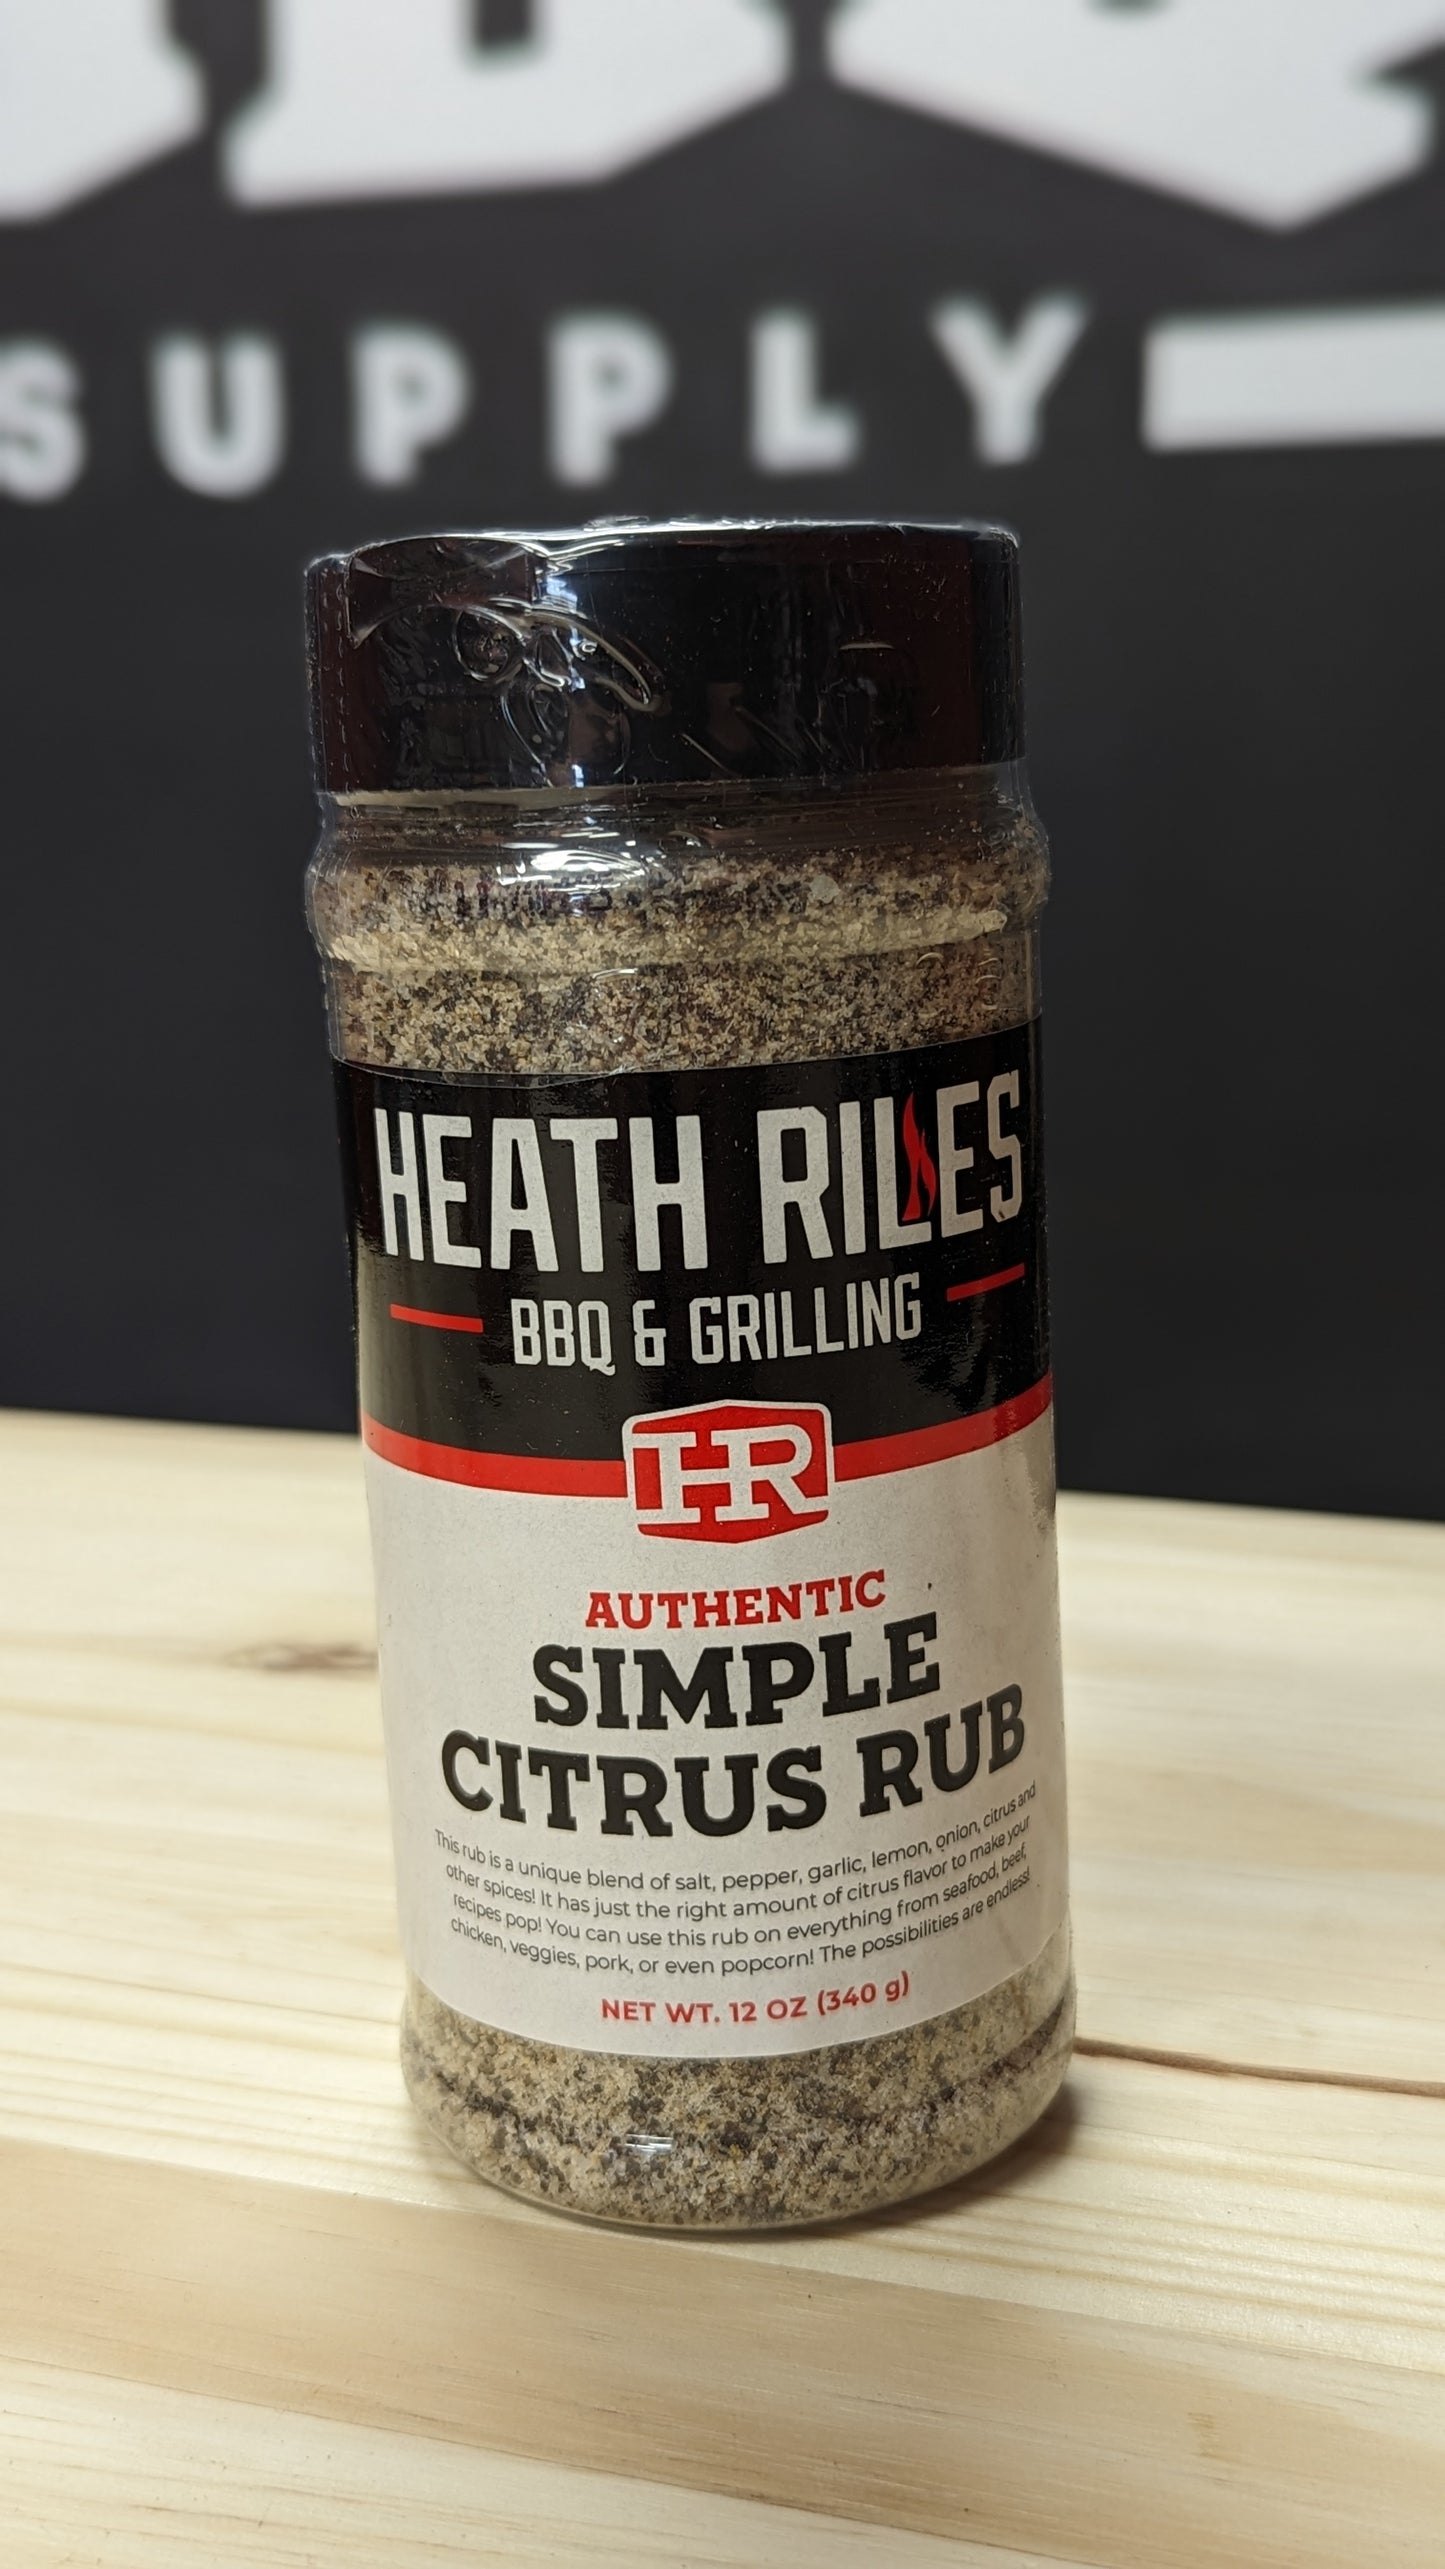 SUPPLY
HEATH RILES
BBQ & GRILLING
HR
AUTHENTIC
SIMPLE
CITRUS RUB
This rub is a unique blend of salt, pepper, garlic, lemon, onion, citrus and
other spices! It has just the right amount of citrus flavor to make your
recipes pop! You can use this rub on everything from seafood, beef,
chicken, veggies, pork, or even popcorn! The possibilities are endless!
NET WT. 12 OZ (340 g)